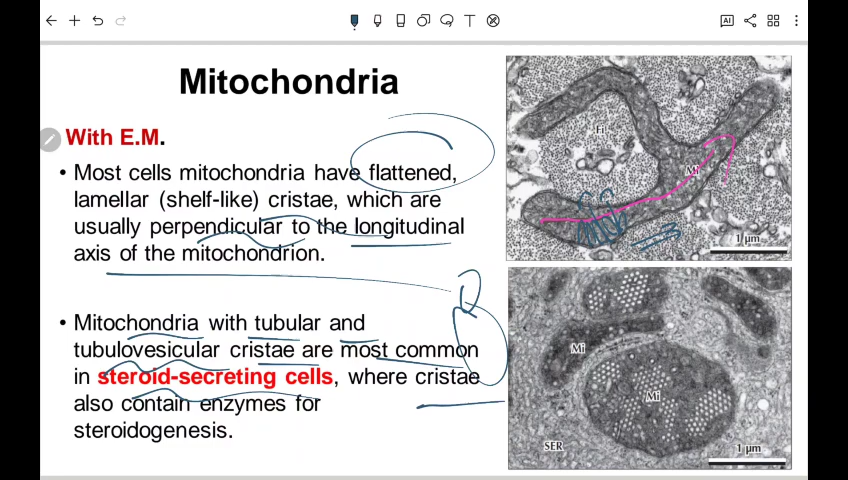 AI
Mitochondria
With E.M.
• Most cells mitochondria have flattened,
lamellar (shelf-like) cristae, which are
usually perpendicular to the longitudinal
axis of the mitochondrion.
• Mitochondria with tubular and
tubulovesicular cristae are most common
in steroid-secreting cells, where cristae
also contain enzymes for
steroidogenesis.
Fi
Mi
1 µm
Mi
Mi
SER
1 µm